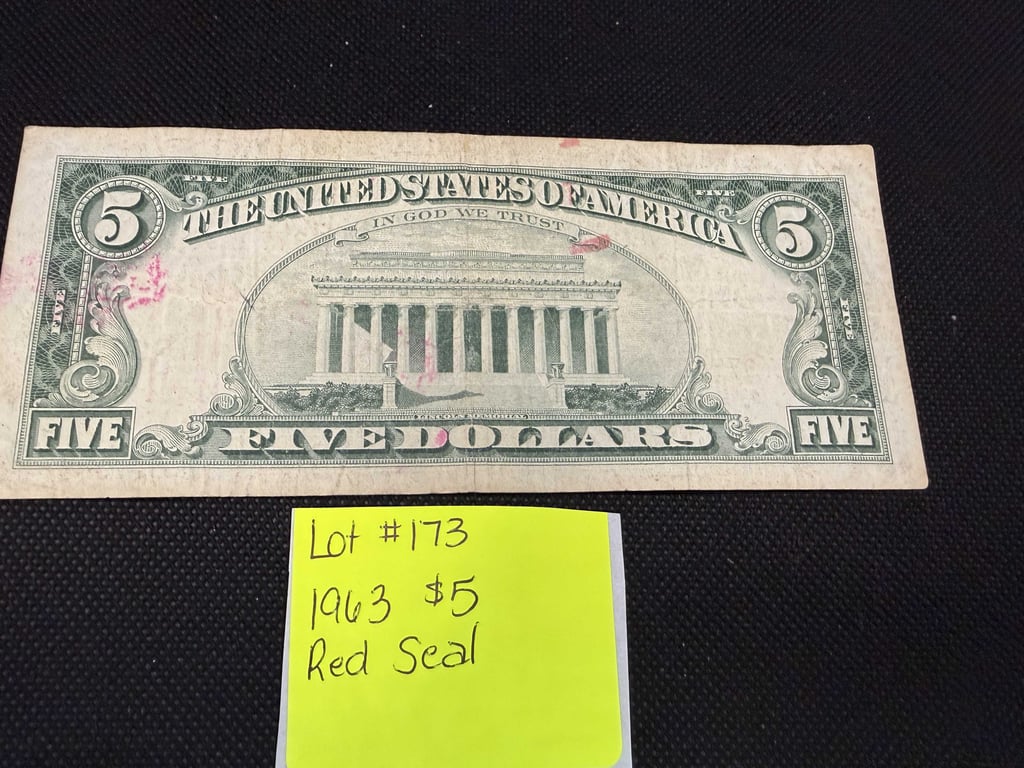 FIVE FIVE
5 THE UNITED STATES OF AMERICA 5
IN GOD WE TRUST
FIVE FIVE
FIVE FIVE DOLLARS FIVE
Lot #173
1963 $5
Red Seal